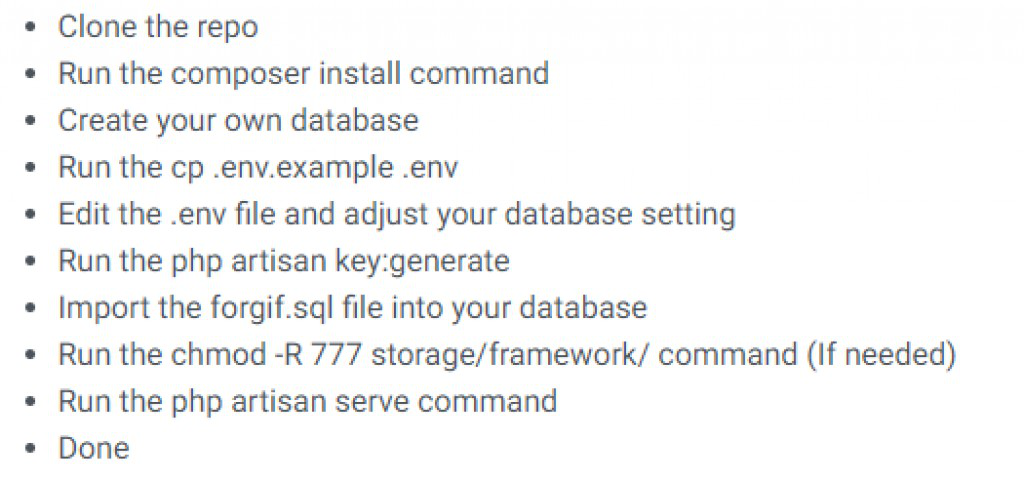 • Clone the repo
• Run the composer install command
• Create your own database
• Run the cp .env.example .env
• Edit the .env file and adjust your database setting
• Run the php artisan key:generate
• Import the forgif.sql file into your database
• Run the chmod -R 777 storage/framework/ command (If needed)
• Run the php artisan serve command
• Done